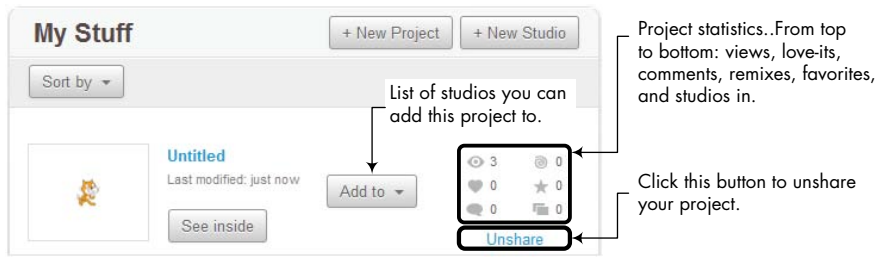 My Stuff
+ New Project
+ New Studio
Sort by
List of studios you can
add this project to.
Untitled
Last modified: just now
See inside
Add to
3
0
0
0
0
0
Unshare
Project statistics..From top
to bottom: views, love-its,
comments, remixes, favorites,
and studios in.
Click this button to unshare
your project.